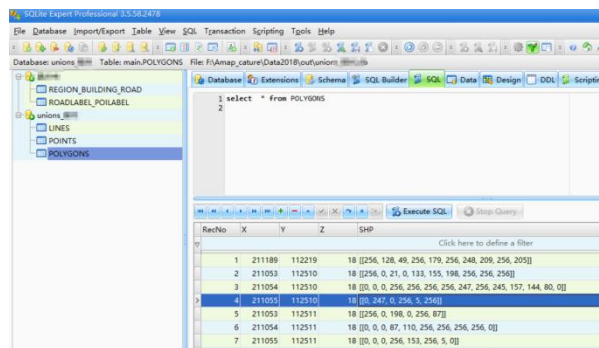 SQLite Expert Professional 3.5.58.2478
File Database Import/Export Table View SQL Transaction Scripting Tools Help
Database: unions_ Table: main.POLYGONS File: F:\Amap_cature\Data2018\out\unions_
REGION_BUILDING_ROAD
ROADLABEL_POILABEL
unions_
LINES
POINTS
POLYGONS
Database Extensions Schema SQL Builder SQL Data Design DDL Scripting
1 select * from POLYGONS
2
Execute SQL Stop Query
RecNo X Y Z SHP
Click here to define a filter
1 211189 112219 18 [[256, 128, 49, 256, 179, 256, 248, 209, 256, 205]]
2 211053 112510 18 [[256, 0, 21, 0, 133, 155, 198, 256, 256, 256]]
3 211054 112510 18 [[0, 0, 0, 256, 256, 256, 256, 247, 256, 245, 157, 144, 80, 0]]
4 211055 112510 18 [[0, 247, 0, 256, 5, 256]]
5 211053 112511 18 [[256, 0, 198, 0, 256, 87]]
6 211054 112511 18 [[0, 0, 0, 87, 110, 256, 256, 256, 256, 0]]
7 211055 112511 18 [[0, 0, 0, 256, 153, 256, 5, 0]]